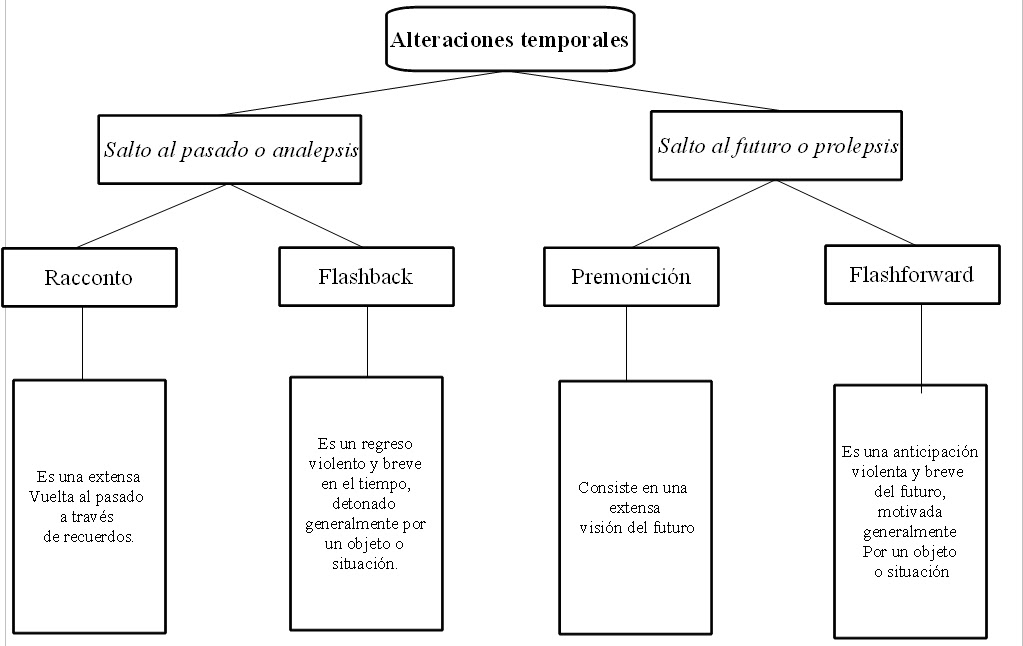 Alteraciones temporales
Salto al pasado o analepsis
Salto al futuro o prolepsis
Racconto
Flashback
Premonición
Flashforward
Es una extensa
Vuelta al pasado
a través
de recuerdos.
Es un regreso
violento y breve
en el tiempo,
detonado
generalmente por
un objeto o
situación.
Consiste en una
extensa
visión del futuro
Es una anticipación
violenta y breve
del futuro,
motivada
generalmente
Por un objeto
o situación